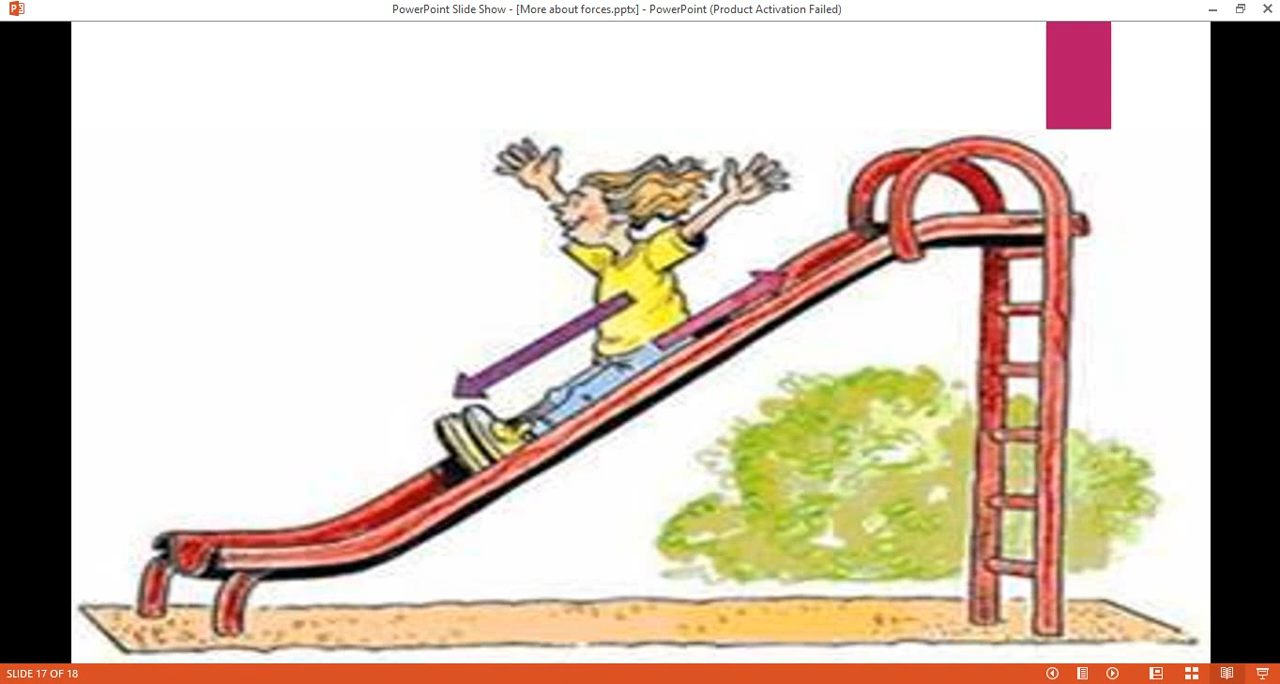 PowerPoint Slide Show - [More about forces.pptx] - PowerPoint (Product Activation Failed)
SLIDE 17 OF 18